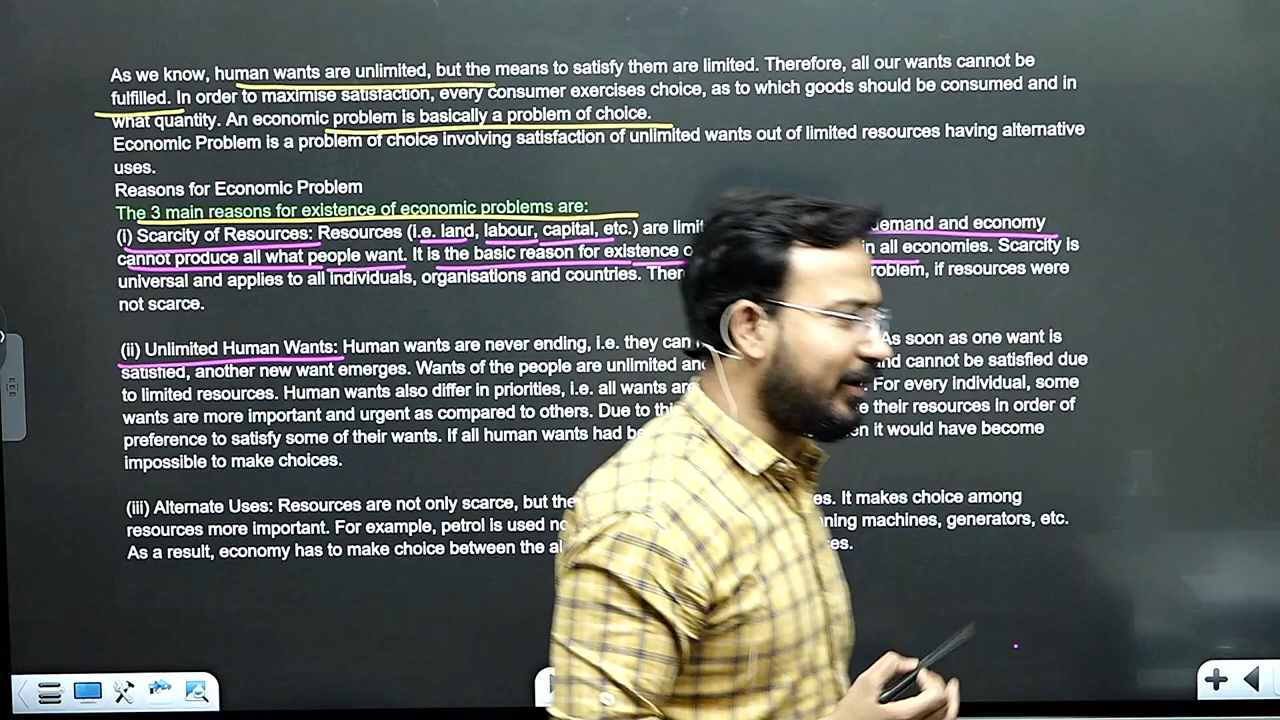 As we know, human wants are unlimited, but the means to satisfy them are limited. Therefore, all our wants cannot be
fulfilled. In order to maximise satisfaction, every consumer exercises choice, as to which goods should be consumed and in
what quantity. An economic problem is basically a problem of choice.
Economic Problem is a problem of choice involving satisfaction of unlimited wants out of limited resources having alternative
uses.
Reasons for Economic Problem
The 3 main reasons for existence of economic problems are:
(i) Scarcity of Resources: Resources (i.e. land, labour, capital, etc.) are demand and economy
cannot produce all what people want. It is the basic reason for existence in all economies. Scarcity is
universal and applies to all individuals, organisations and countries. if resources were
not scarce.
(ii) Unlimited Human Wants: Human wants are never ending, i.e. they can As soon as one want is
satisfied, another new want emerges. Wants of the people are unlimited cannot be satisfied due
to limited resources. Human wants also differ in priorities, i.e. all wants are For every individual, some
wants are more important and urgent as compared to others. Due to their resources in order of
preference to satisfy some of their wants. If all human wants had it would have become
impossible to make choices.
(iii) Alternate Uses: Resources are not only scarce, but It makes choice among
resources more important. For example, petrol is used machines, generators, etc.
As a result, economy has to make choice between the